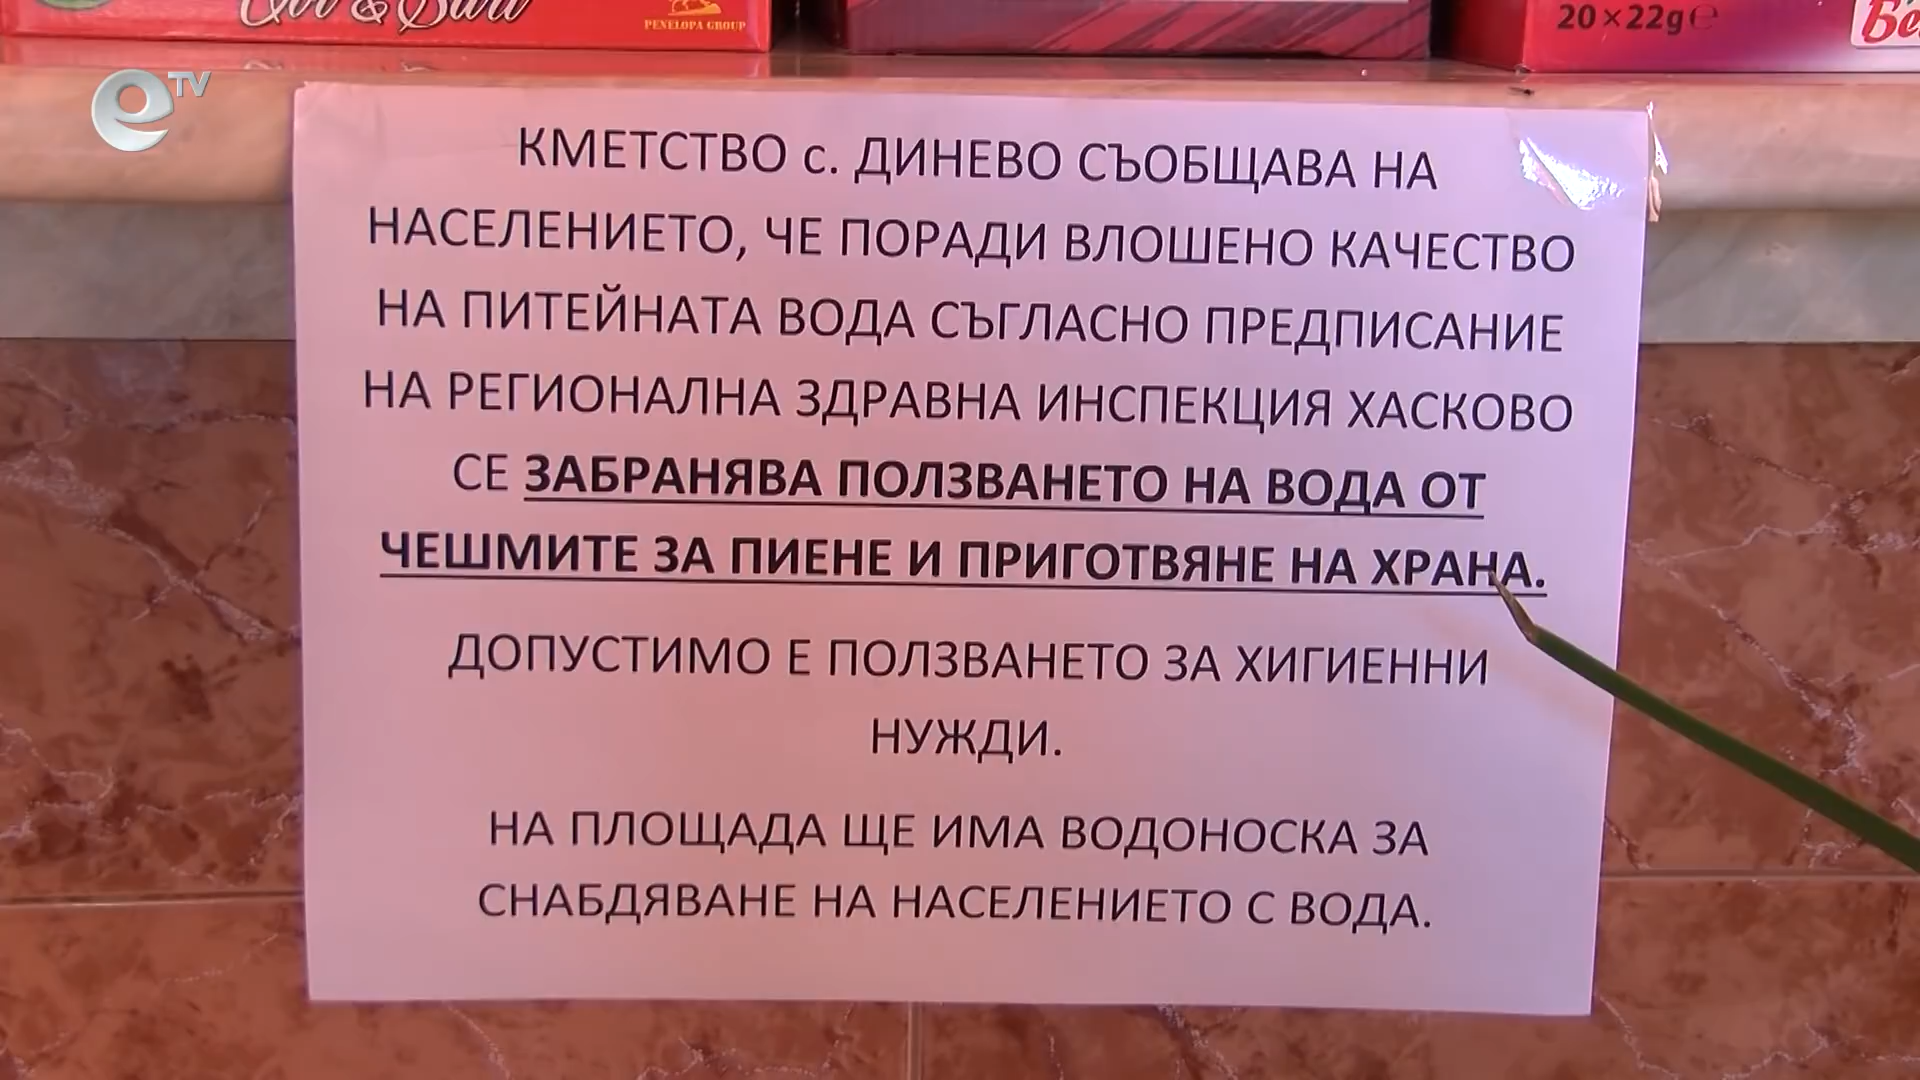 PENELOPA GROUP
20×22g℮
e TV
КМЕТСТВО с. ДИНЕВО СЪОБЩАВА НА
НАСЕЛЕНИЕТО, ЧЕ ПОРАДИ ВЛОШЕНО КАЧЕСТВО
НА ПИТЕЙНАТА ВОДА СЪГЛАСНО ПРЕДПИСАНИЕ
НА РЕГИОНАЛНА ЗДРАВНА ИНСПЕКЦИЯ ХАСКОВО
СЕ ЗАБРАНЯВА ПОЛЗВАНЕТО НА ВОДА ОТ
ЧЕШМИТЕ ЗА ПИЕНЕ И ПРИГОТВЯНЕ НА ХРАНА.
ДОПУСТИМО Е ПОЛЗВАНЕТО ЗА ХИГИЕННИ
НУЖДИ.
НА ПЛОЩАДА ЩЕ ИМА ВОДОНОСКА ЗА
СНАБДЯВАНЕ НА НАСЕЛЕНИЕТО С ВОДА.